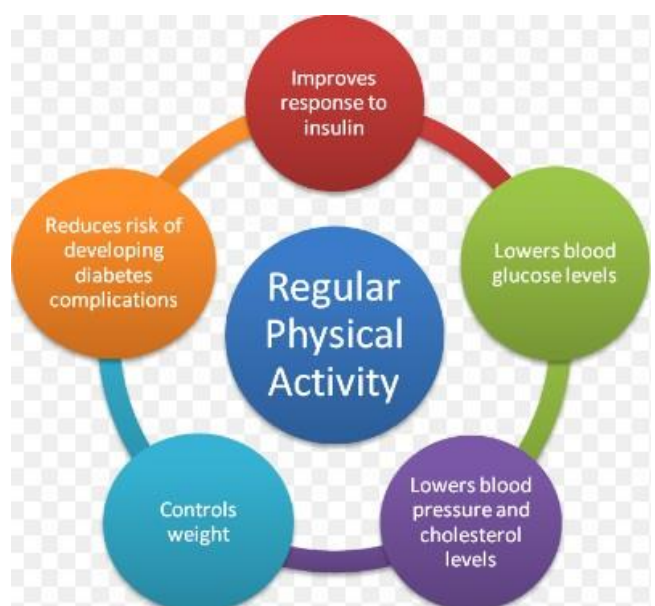 Improves
response to
insulin
Lowers blood
glucose levels
Lowers blood
pressure and
cholesterol
levels
Controls
weight
Reduces risk of
developing
diabetes
complications
Regular
Physical
Activity